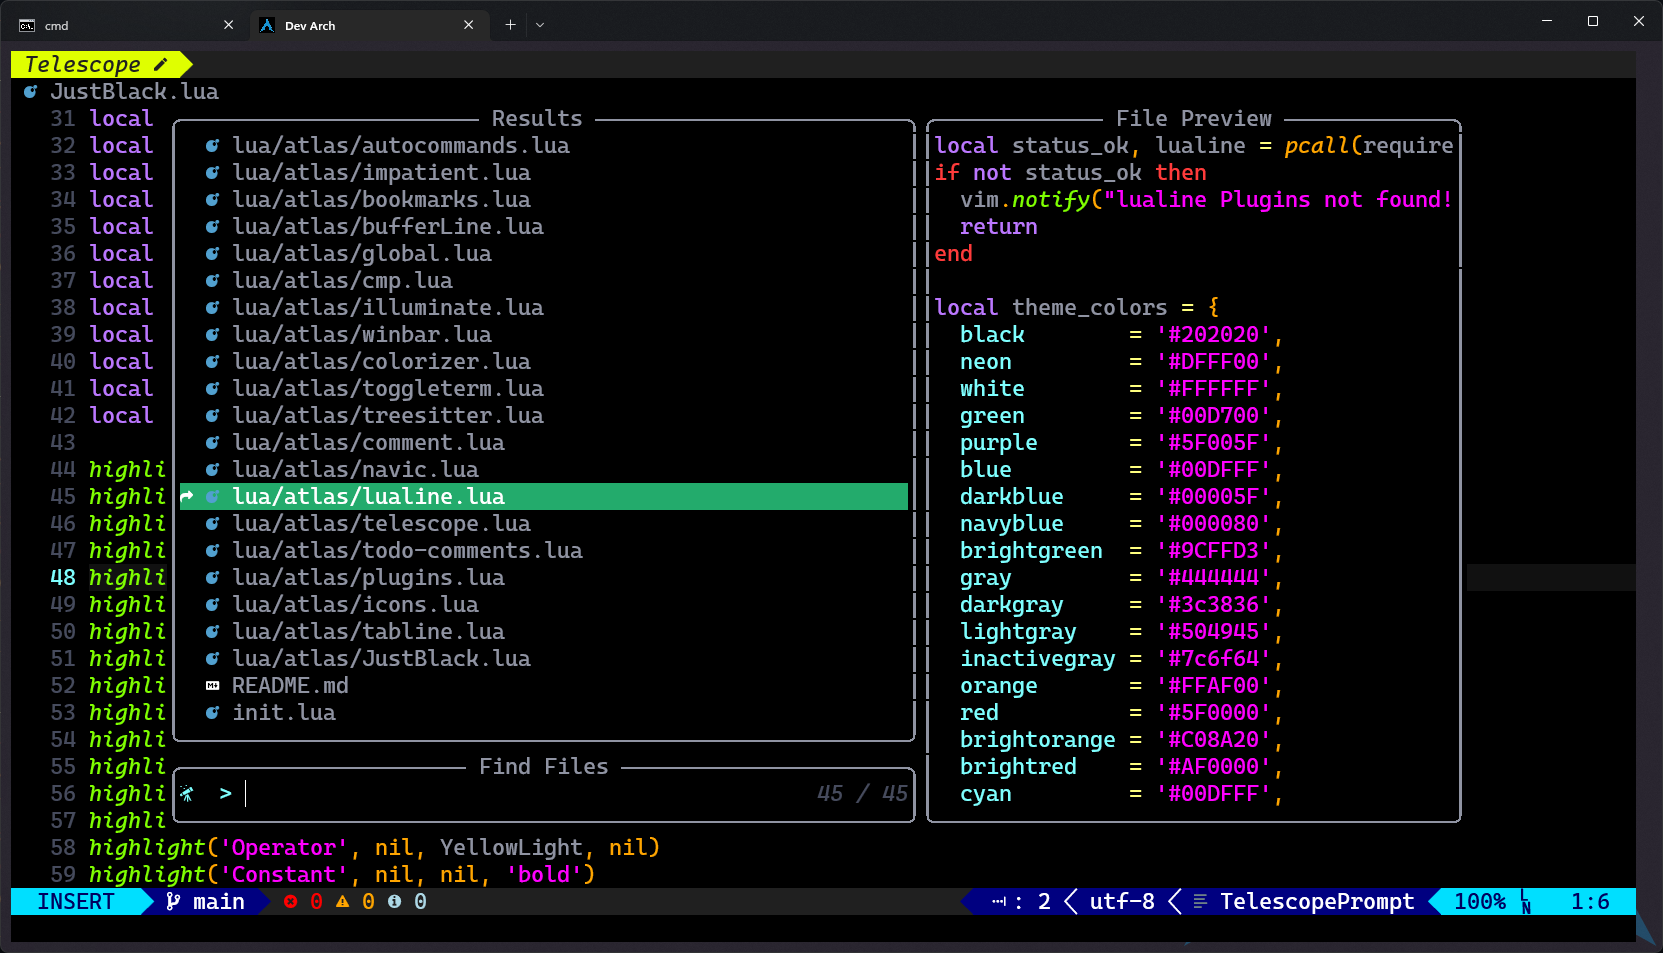 cmd
Dev Arch
Telescope
JustBlack.lua
31 local
32 local
33 local
34 local
35 local
36 local
37 local
38 local
39 local
40 local
41 local
42 local
43
44 highli
45 highli
46 highli
47 highli
48 highli
49 highli
50 highli
51 highli
52 highli
53 highli
54 highli
55 highli
56 highli
57 highli
58 highlight('Operator', nil, YellowLight, nil)
59 highlight('Constant', nil, nil, 'bold')
Results
lua/atlas/autocommands.lua
lua/atlas/impatient.lua
lua/atlas/bookmarks.lua
lua/atlas/bufferLine.lua
lua/atlas/global.lua
lua/atlas/cmp.lua
lua/atlas/illuminate.lua
lua/atlas/winbar.lua
lua/atlas/colorizer.lua
lua/atlas/toggleterm.lua
lua/atlas/treesitter.lua
lua/atlas/comment.lua
lua/atlas/navic.lua
lua/atlas/lualine.lua
lua/atlas/telescope.lua
lua/atlas/todo-comments.lua
lua/atlas/plugins.lua
lua/atlas/icons.lua
lua/atlas/tabline.lua
lua/atlas/JustBlack.lua
README.md
init.lua
Find Files
> 45 / 45
File Preview
local status_ok, lualine = pcall(require
if not status_ok then
vim.notify("lualine Plugins not found!
return
end
local theme_colors = {
black = '#202020',
neon = '#DFFF00',
white = '#FFFFFF',
green = '#00D700',
purple = '#5F005F',
blue = '#00DFFF',
darkblue = '#00005F',
navyblue = '#000080',
brightgreen = '#9CFFD3',
gray = '#444444',
darkgray = '#3c3836',
lightgray = '#504945',
inactivegray = '#7c6f64',
orange = '#FFAF00',
red = '#5F0000',
brightorange = '#C08A20',
brightred = '#AF0000',
cyan = '#00DFFF',
INSERT main 0 0 0 : 2 utf-8 TelescopePrompt 100% LN 1:6